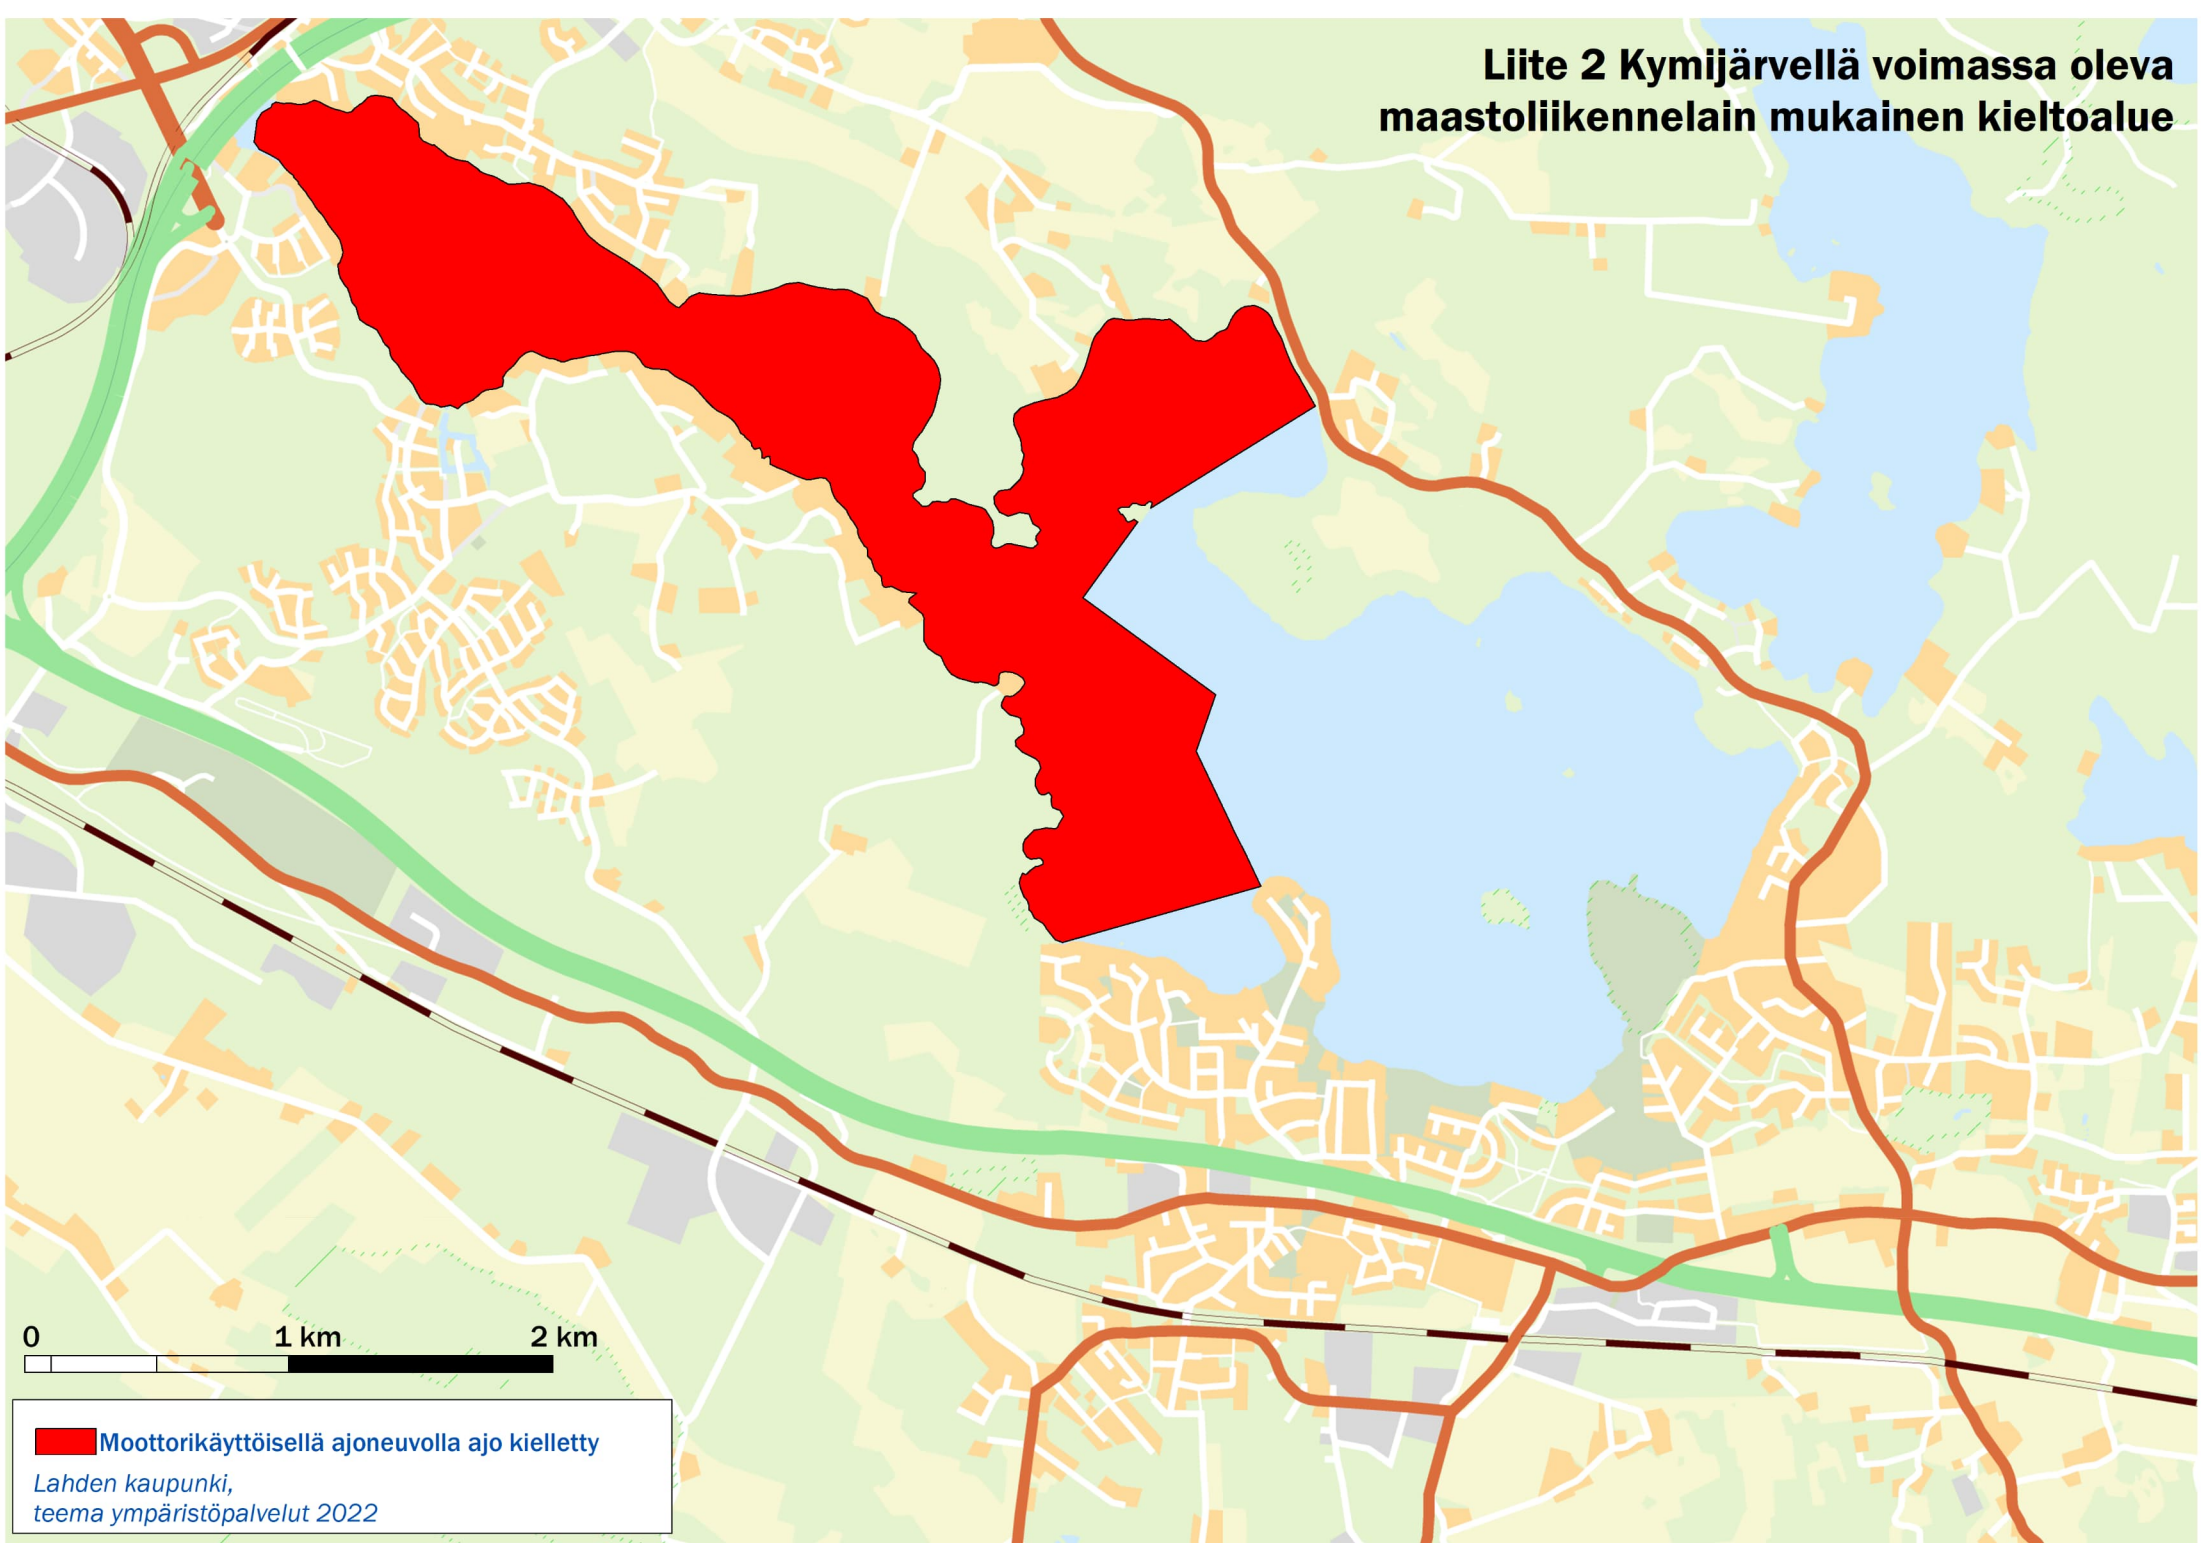 Liite 2 Kymijärvellä voimassa oleva
maastoliikennelain mukainen kieltoalue
0 1 km 2 km
Moottorikäyttöisellä ajoneuvolla ajo kielletty
Lahden kaupunki,
teema ympäristöpalvelut 2022